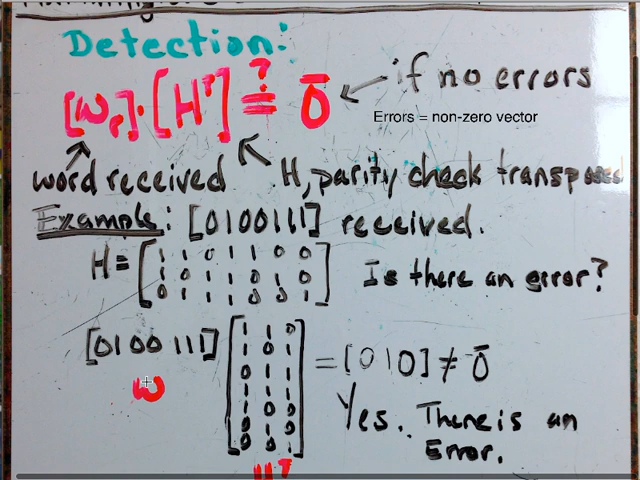 Detection:
[Wr]·[Hᵀ] ≟ 0̄ ← if no errors
Errors = non-zero vector
word received H, parity check transposed
Example: [0100111] received.
H = [1 1 0 1 1 0 0
1 0 1 1 0 1 0
0 1 1 1 0 0 1]
Is there an error?
[0100111] [1 1 0
1 0 1
0 1 1
1 1 1
1 0 0
0 1 0
0 0 1] = [010] ≠ 0̄
w
Yes. There is an
Error.
Hᵀ